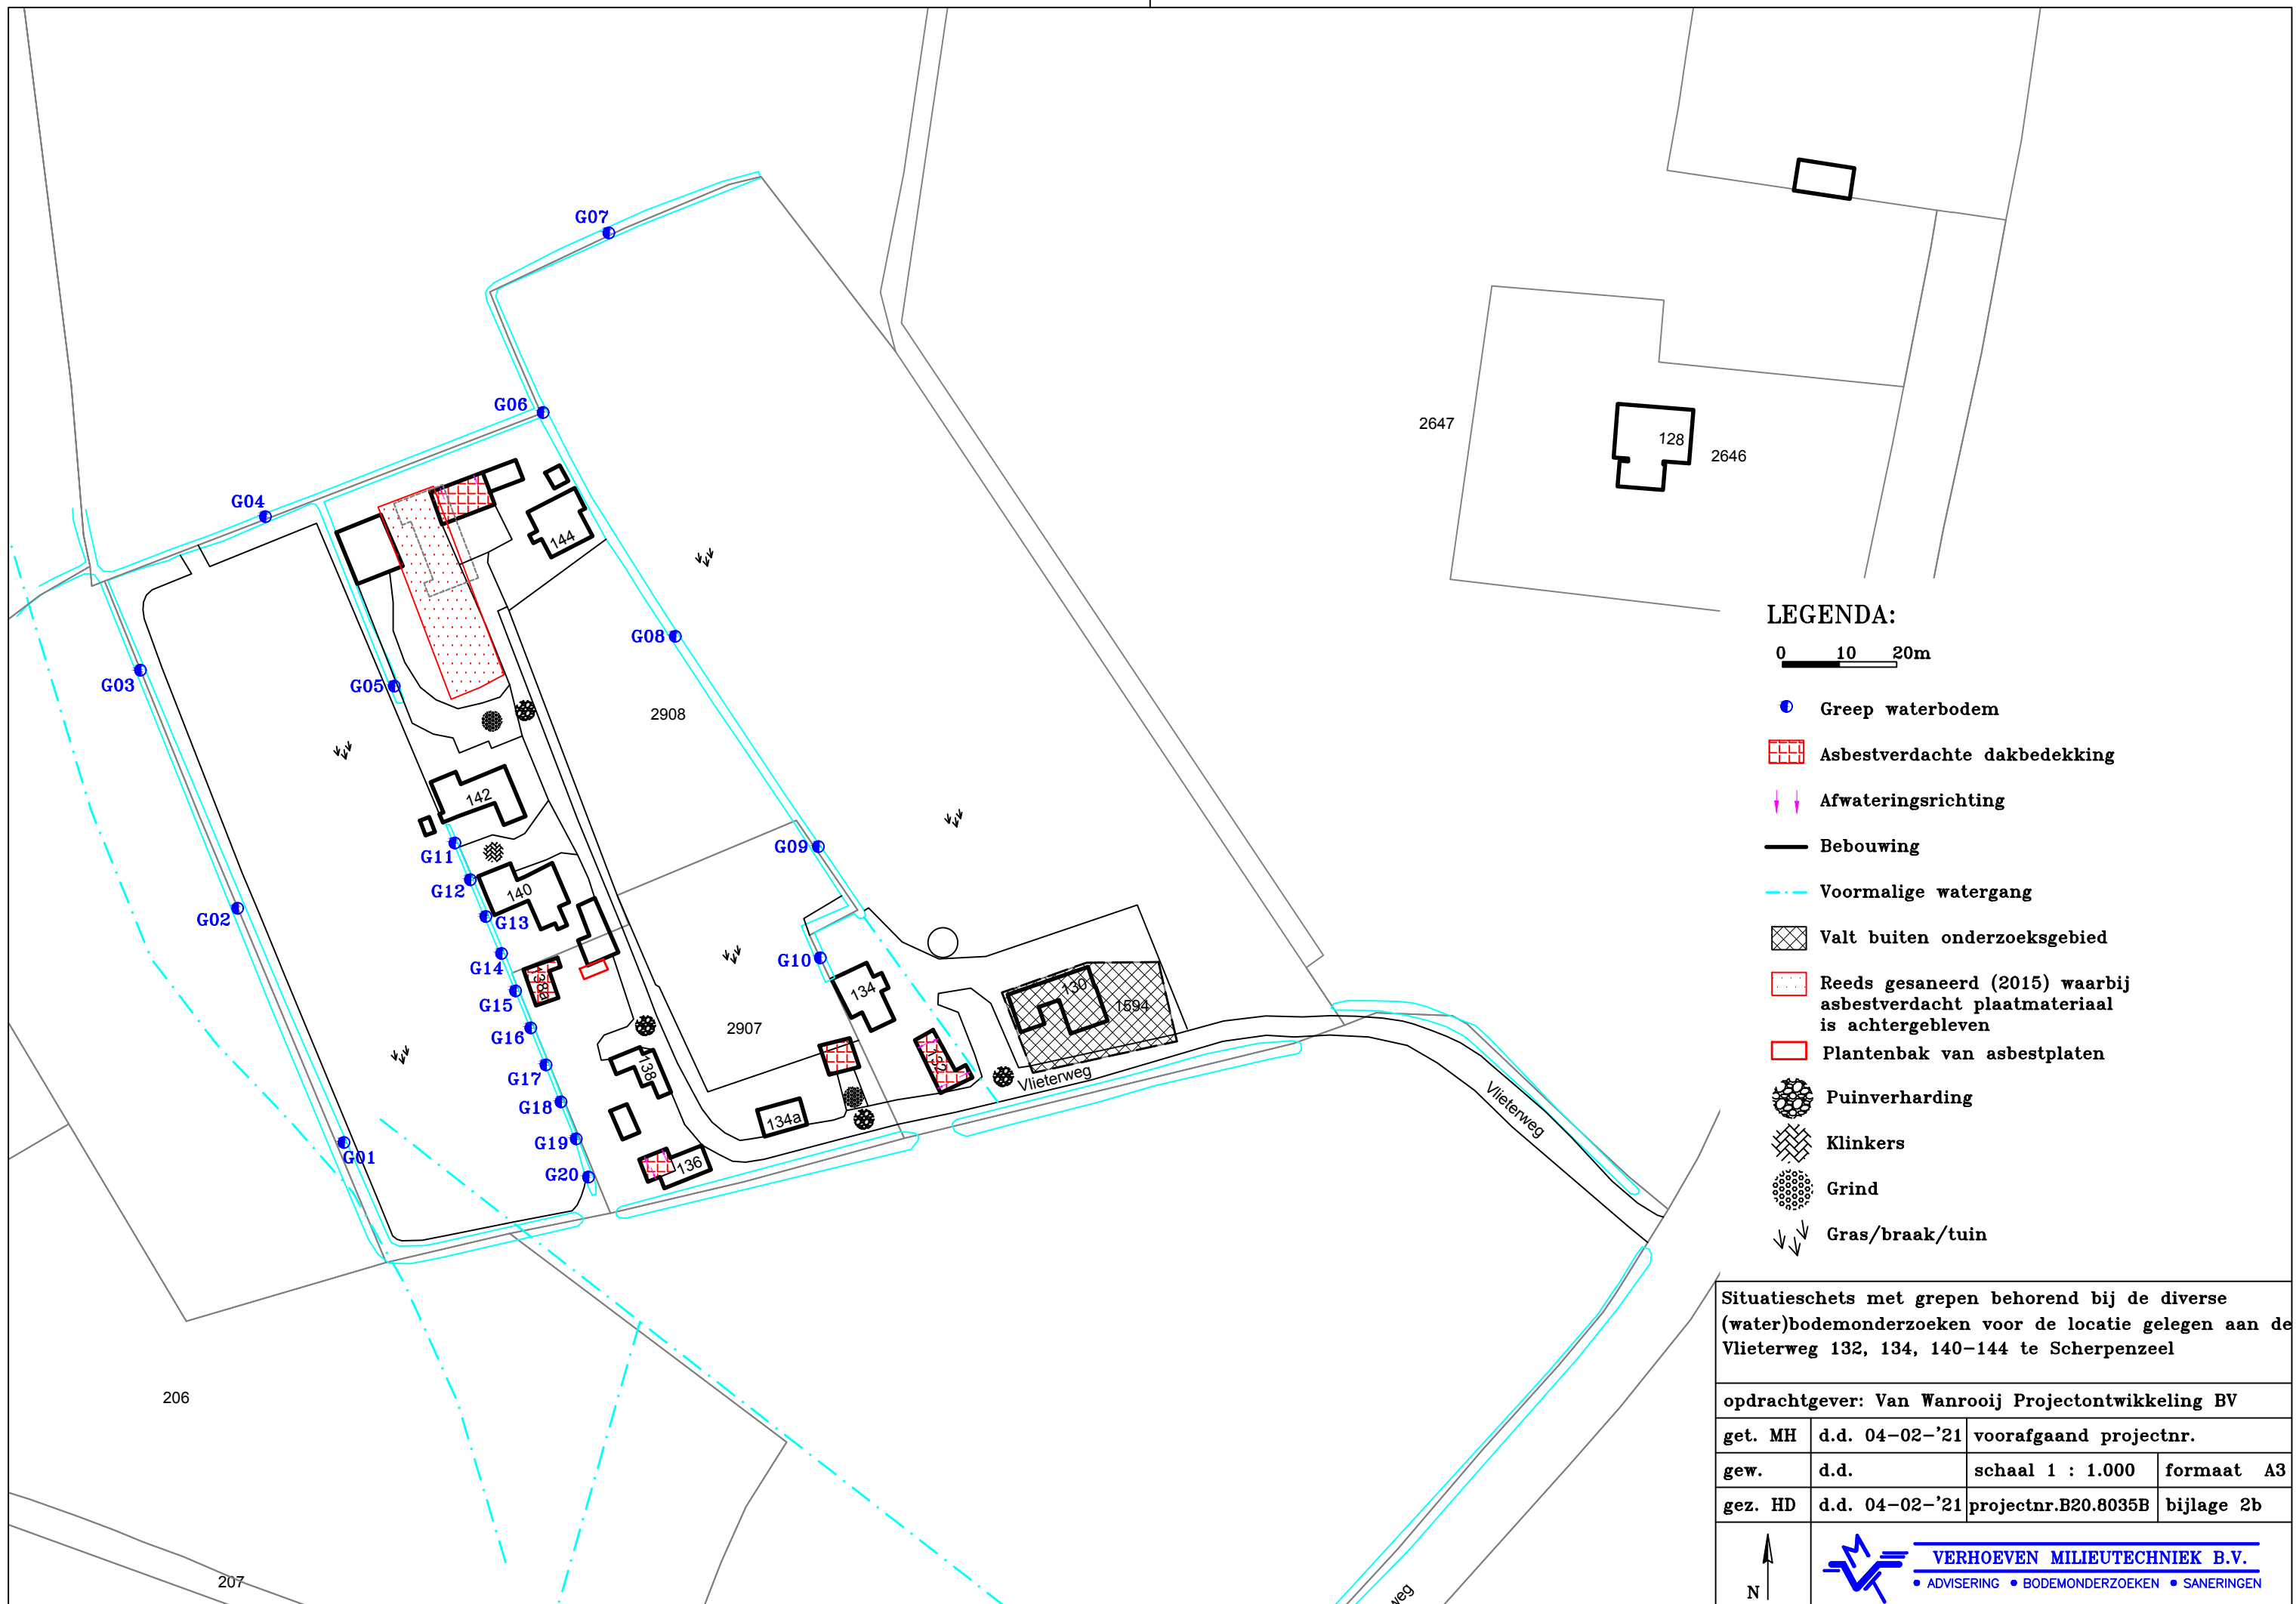 G07
G06
2647
128
2646
G04
144
G08
G03
G05
2908
142
G11
G09
G12
140
G02
G13
G14
G10
138a
134
130
G15
1594
G16
2907
132
G17
138
Vlieterweg
G18
Vlieterweg
134a
G19
G01
136
G20
206
207
weg
LEGENDA:
0 10 20m
Greep waterbodem
Asbestverdachte dakbedekking
Afwateringsrichting
Bebouwing
Voormalige watergang
Valt buiten onderzoeksgebied
Reeds gesaneerd (2015) waarbij
asbestverdacht plaatmateriaal
is achtergebleven
Plantenbak van asbestplaten
Puinverharding
Klinkers
Grind
Gras/braak/tuin
Situatieschets met grepen behorend bij de diverse
(water)bodemonderzoeken voor de locatie gelegen aan de
Vlieterweg 132, 134, 140-144 te Scherpenzeel
opdrachtgever: Van Wanrooij Projectontwikkeling BV
get. MH d.d. 04-02-'21 voorafgaand projectnr.
gew. d.d. schaal 1 : 1.000 formaat A3
gez. HD d.d. 04-02-'21 projectnr.B20.8035B bijlage 2b
N
VERHOEVEN MILIEUTECHNIEK B.V.
• ADVISERING • BODEMONDERZOEKEN • SANERINGEN